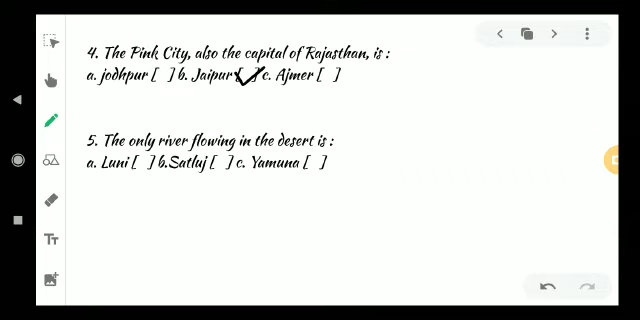 4. The Pink City, also the capital of Rajasthan, is :
a. jodhpur [ ] b. Jaipur [✓] c. Ajmer [ ]
5. The only river flowing in the desert is :
a. Luni [ ] b.Satluj [ ] c. Yamuna [ ]
Tт